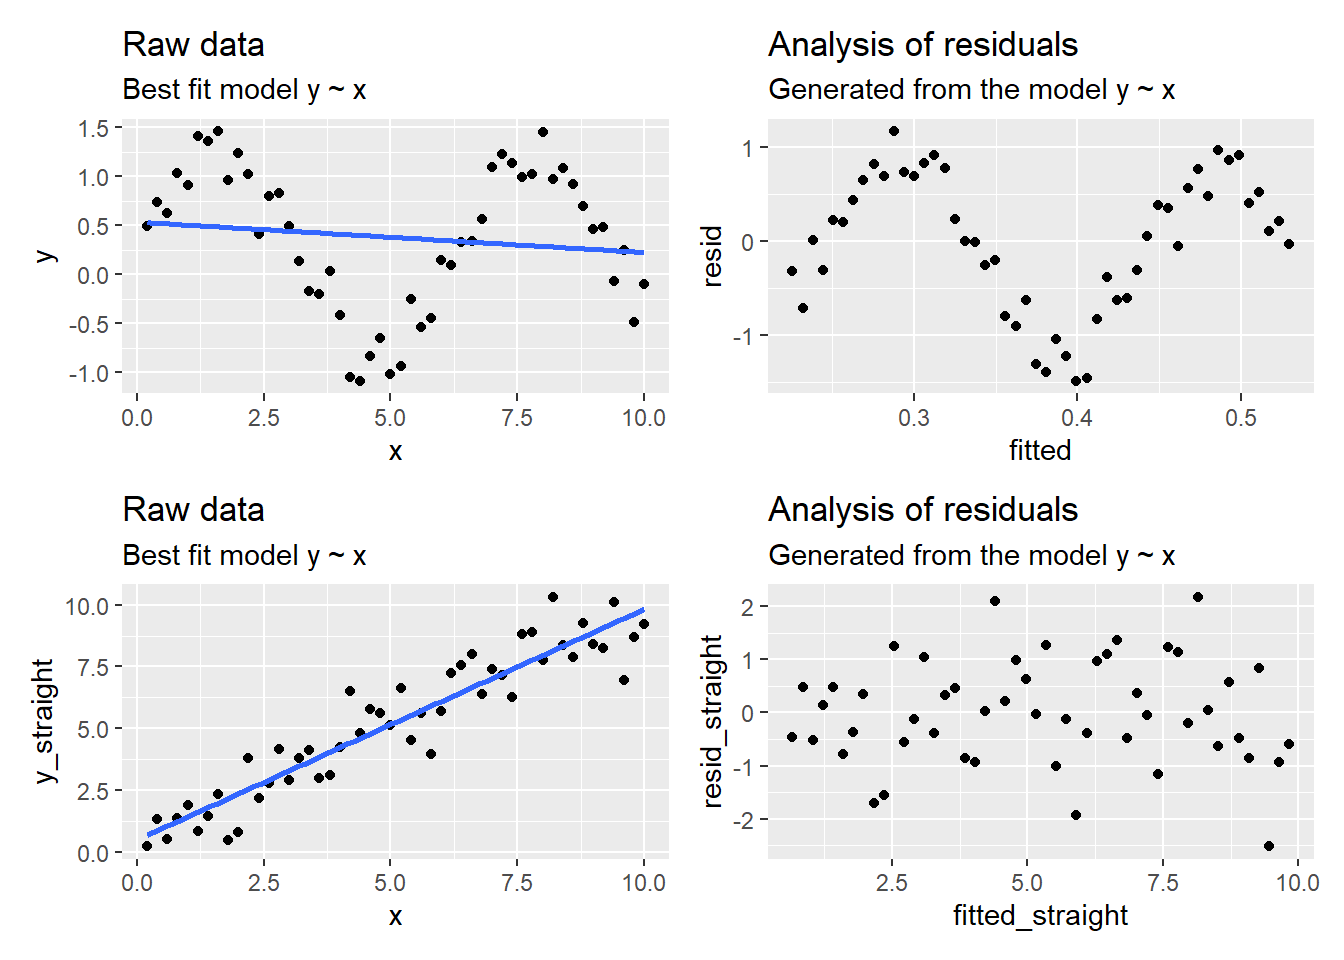 Raw data
Best fit model y ~ x
1.5
1.0
0.5
0.0
-0.5
-1.0
y
0.0 2.5 5.0 7.5 10.0
x
Analysis of residuals
Generated from the model y ~ x
1
0
-1
resid
0.3 0.4 0.5
fitted
Raw data
Best fit model y ~ x
10.0
7.5
5.0
2.5
0.0
y_straight
0.0 2.5 5.0 7.5 10.0
x
Analysis of residuals
Generated from the model y ~ x
2
1
0
-1
-2
resid_straight
2.5 5.0 7.5 10.0
fitted_straight